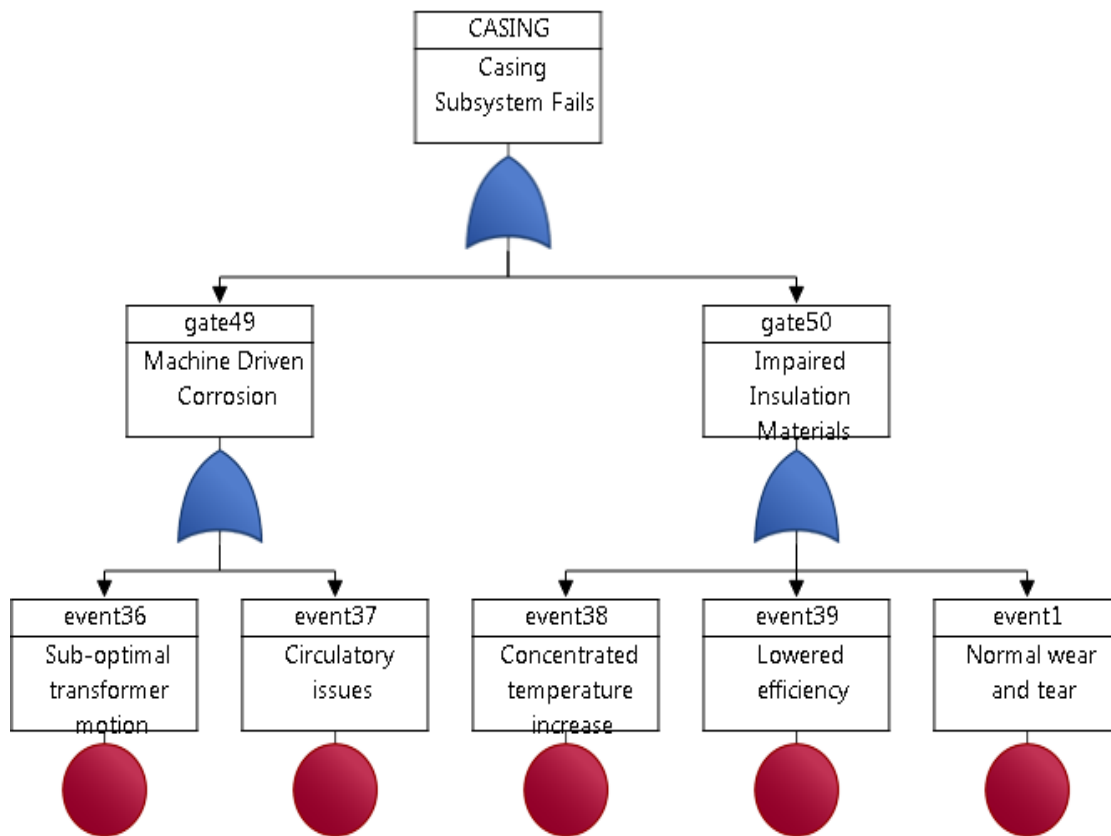 CASING
Casing
Subsystem Fails
gate49
Machine Driven
Corrosion
gate50
Impaired
Insulation
Materials
event36
Sub-optimal
transformer
motion
event37
Circulatory
issues
event38
Concentrated
temperature
increase
event39
Lowered
efficiency
event1
Normal wear
and tear